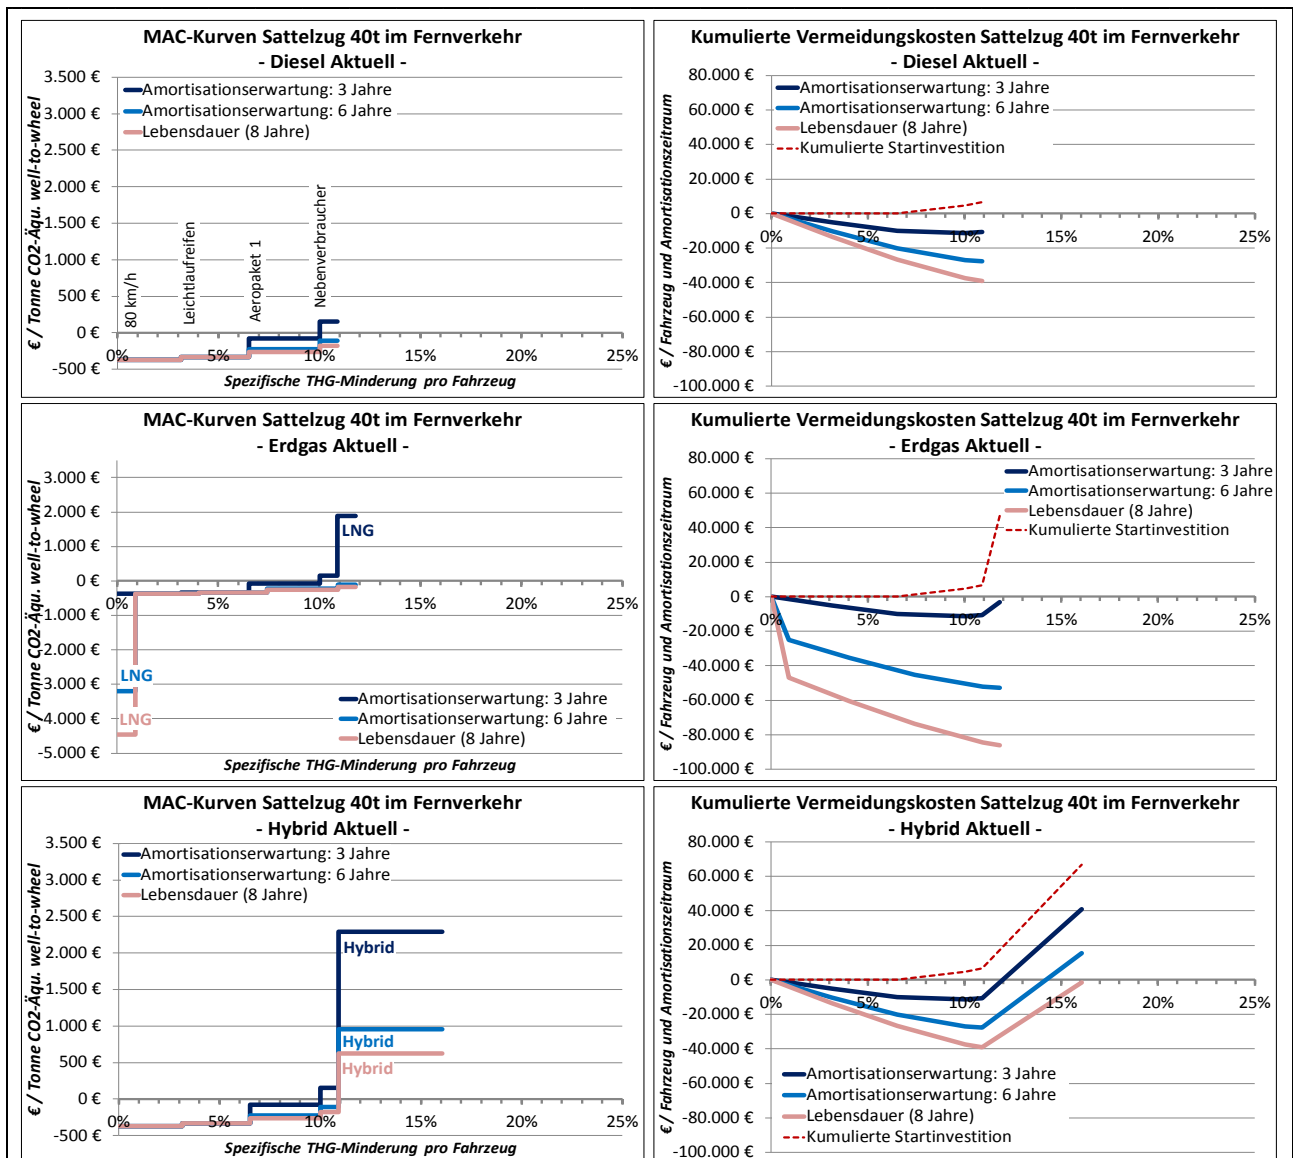 MAC-Kurven Sattelzug 40t im Fernverkehr
- Diesel Aktuell -
3.500 €
3.000 €
2.500 €
2.000 €
1.500 €
1.000 €
500 €
0 €
-500 €
€ / Tonne CO2-Äqu. well-to-wheel
Amortisationserwartung: 3 Jahre
Amortisationserwartung: 6 Jahre
Lebensdauer (8 Jahre)
80 km/h
Leichtlaufreifen
Aeropaket 1
Nebenverbraucher
0%
5%
10%
15%
20%
25%
Spezifische THG-Minderung pro Fahrzeug
Kumulierte Vermeidungskosten Sattelzug 40t im Fernverkehr
- Diesel Aktuell -
80.000 €
60.000 €
40.000 €
20.000 €
0 €
-20.000 €
-40.000 €
-60.000 €
-80.000 €
-100.000 €
€ / Fahrzeug und Amortisationszeitraum
Amortisationserwartung: 3 Jahre
Amortisationserwartung: 6 Jahre
Lebensdauer (8 Jahre)
Kumulierte Startinvestition
0%
5%
10%
15%
20%
25%
MAC-Kurven Sattelzug 40t im Fernverkehr
- Erdgas Aktuell -
3.000 €
2.000 €
1.000 €
0 €
-1.000 €
-2.000 €
-3.000 €
-4.000 €
-5.000 €
€ / Tonne CO2-Äqu. well-to-wheel
LNG
0%
5%
10%
15%
20%
25%
LNG
LNG
Amortisationserwartung: 3 Jahre
Amortisationserwartung: 6 Jahre
Lebensdauer (8 Jahre)
Spezifische THG-Minderung pro Fahrzeug
Kumulierte Vermeidungskosten Sattelzug 40t im Fernverkehr
- Erdgas Aktuell -
80.000 €
60.000 €
40.000 €
20.000 €
0 €
-20.000 €
-40.000 €
-60.000 €
-80.000 €
-100.000 €
€ / Fahrzeug und Amortisationszeitraum
Amortisationserwartung: 3 Jahre
Amortisationserwartung: 6 Jahre
Lebensdauer (8 Jahre)
Kumulierte Startinvestition
0%
5%
10%
15%
20%
25%
MAC-Kurven Sattelzug 40t im Fernverkehr
- Hybrid Aktuell -
3.500 €
3.000 €
2.500 €
2.000 €
1.500 €
1.000 €
500 €
0 €
-500 €
€ / Tonne CO2-Äqu. well-to-wheel
Amortisationserwartung: 3 Jahre
Amortisationserwartung: 6 Jahre
Lebensdauer (8 Jahre)
Hybrid
Hybrid
Hybrid
0%
5%
10%
15%
20%
25%
Spezifische THG-Minderung pro Fahrzeug
Kumulierte Vermeidungskosten Sattelzug 40t im Fernverkehr
- Hybrid Aktuell -
80.000 €
60.000 €
40.000 €
20.000 €
0 €
-20.000 €
-40.000 €
-60.000 €
-80.000 €
-100.000 €
€ / Fahrzeug und Amortisationszeitraum
0%
5%
10%
15%
20%
25%
Amortisationserwartung: 3 Jahre
Amortisationserwartung: 6 Jahre
Lebensdauer (8 Jahre)
Kumulierte Startinvestition